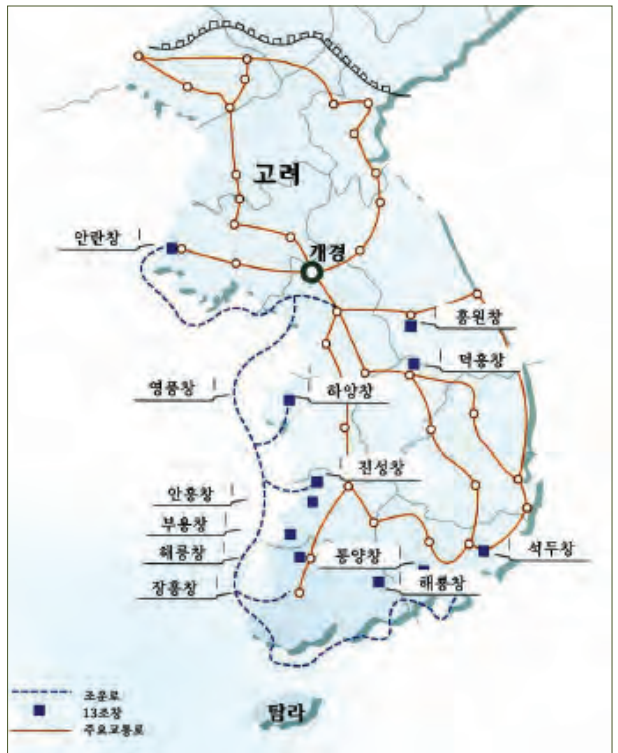 고려
안란창
개경
흥원창
덕흥창
영풍창
하양창
진성창
안흥창
부용창
해릉창
장흥창
통양창
해룡창
석두창
탐라
조운로
13조창
주요교통로